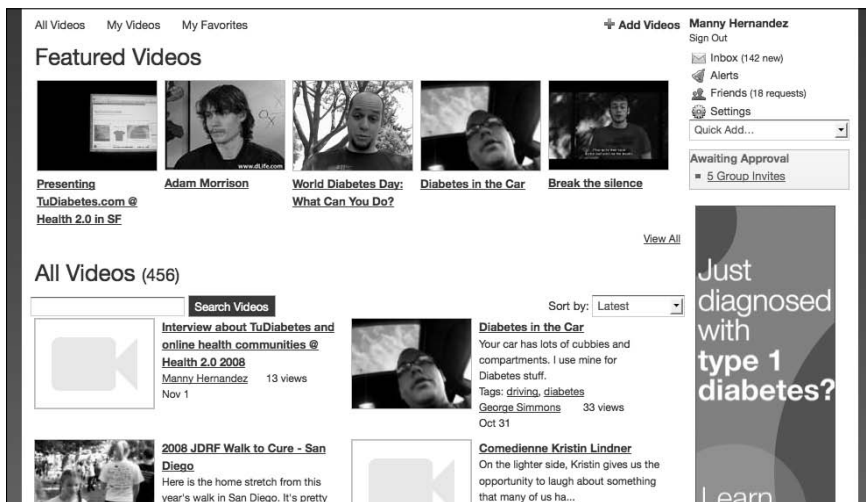 All Videos My Videos My Favorites
Add Videos
Featured Videos
www.dLife.com
Presenting
TuDiabetes.com @
Health 2.0 in SF
Adam Morrison
World Diabetes Day:
What Can You Do?
Diabetes in the Car
Break the silence
View All
All Videos (456)
Search Videos
Sort by: Latest
Interview about TuDiabetes and
online health communities @
Health 2.0 2008
Manny Hernandez 13 views
Nov 1
Diabetes in the Car
Your car has lots of cubbies and
compartments. I use mine for
Diabetes stuff.
Tags: driving, diabetes
George Simmons 33 views
Oct 31
2008 JDRF Walk to Cure - San
Diego
Here is the home stretch from this
year's walk in San Diego. It's pretty
Comedienne Kristin Lindner
On the lighter side, Kristin gives us the
opportunity to laugh about something
that many of us ha...
Manny Hernandez
Sign Out
Inbox (142 new)
Alerts
Friends (18 requests)
Settings
Quick Add...
Awaiting Approval
5 Group Invites
Just
diagnosed
with
type 1
diabetes?
Learn